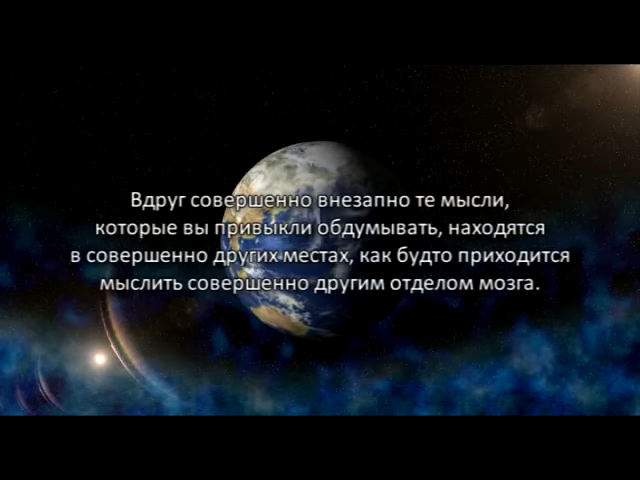 Вдруг совершенно внезапно те мысли,
которые вы привыкли обдумывать, находятся
в совершенно других местах, как будто приходится
мыслить совершенно другим отделом мозга.